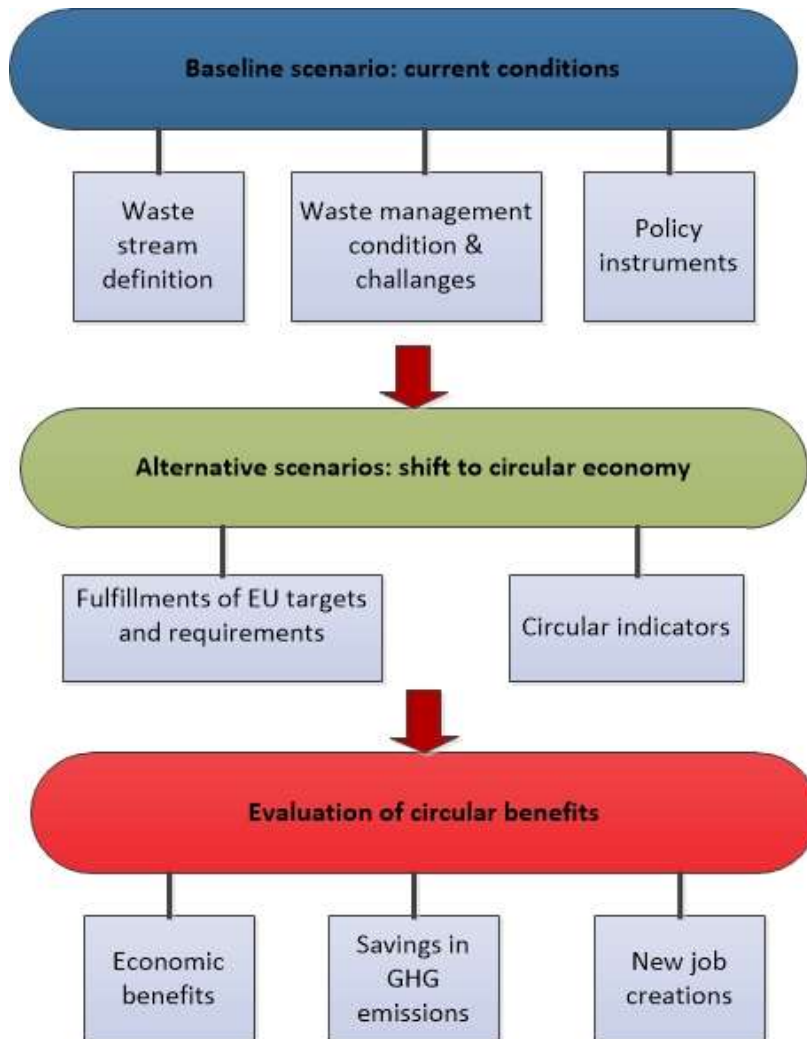 Baseline scenario: current conditions
Waste
stream
definition
Waste management
condition &
challanges
Policy
instruments
Alternative scenarios: shift to circular economy
Fulfillments of EU targets
and requirements
Circular indicators
Evaluation of circular benefits
Economic
benefits
Savings in
GHG
emissions
New job
creations